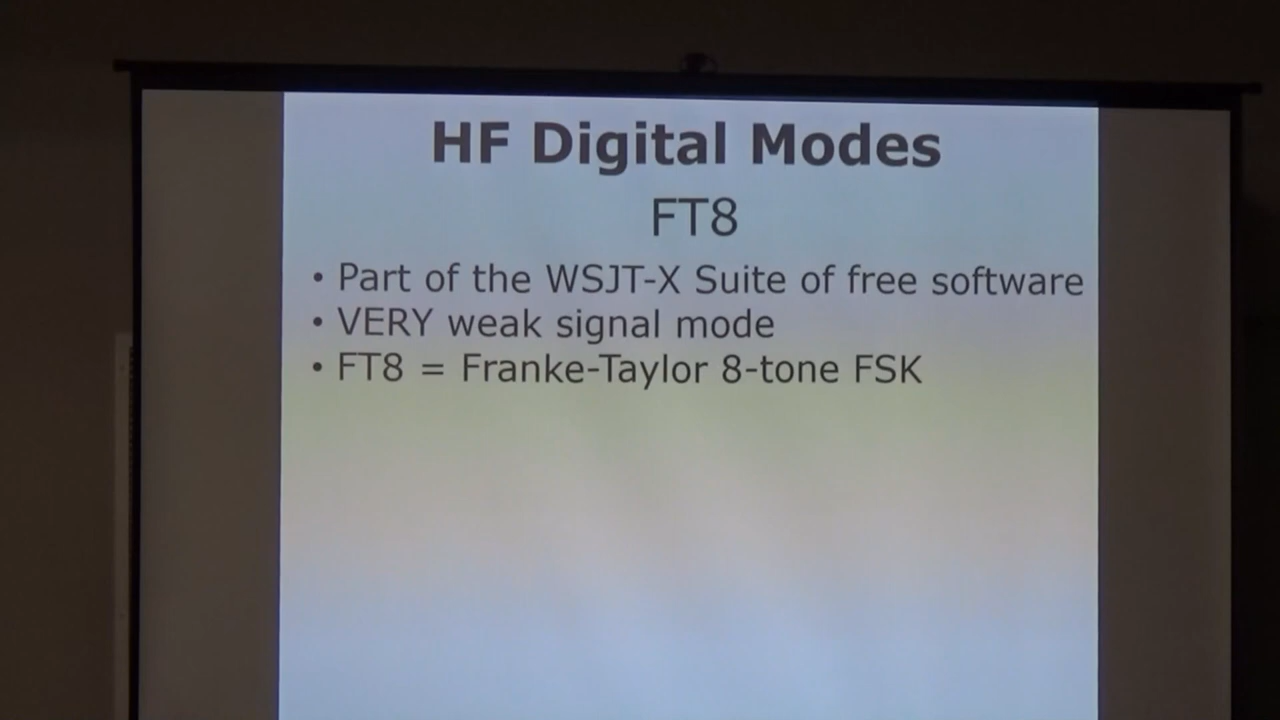 HF Digital Modes
FT8
• Part of the WSJT-X Suite of free software
• VERY weak signal mode
• FT8 = Franke-Taylor 8-tone FSK